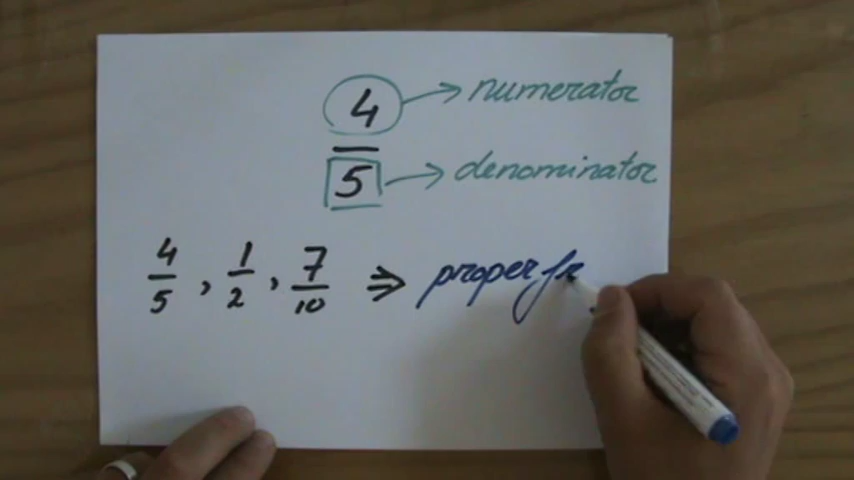 4 → numerator
5 → denominator
4/5, 1/2, 7/10 ⇒ proper fr